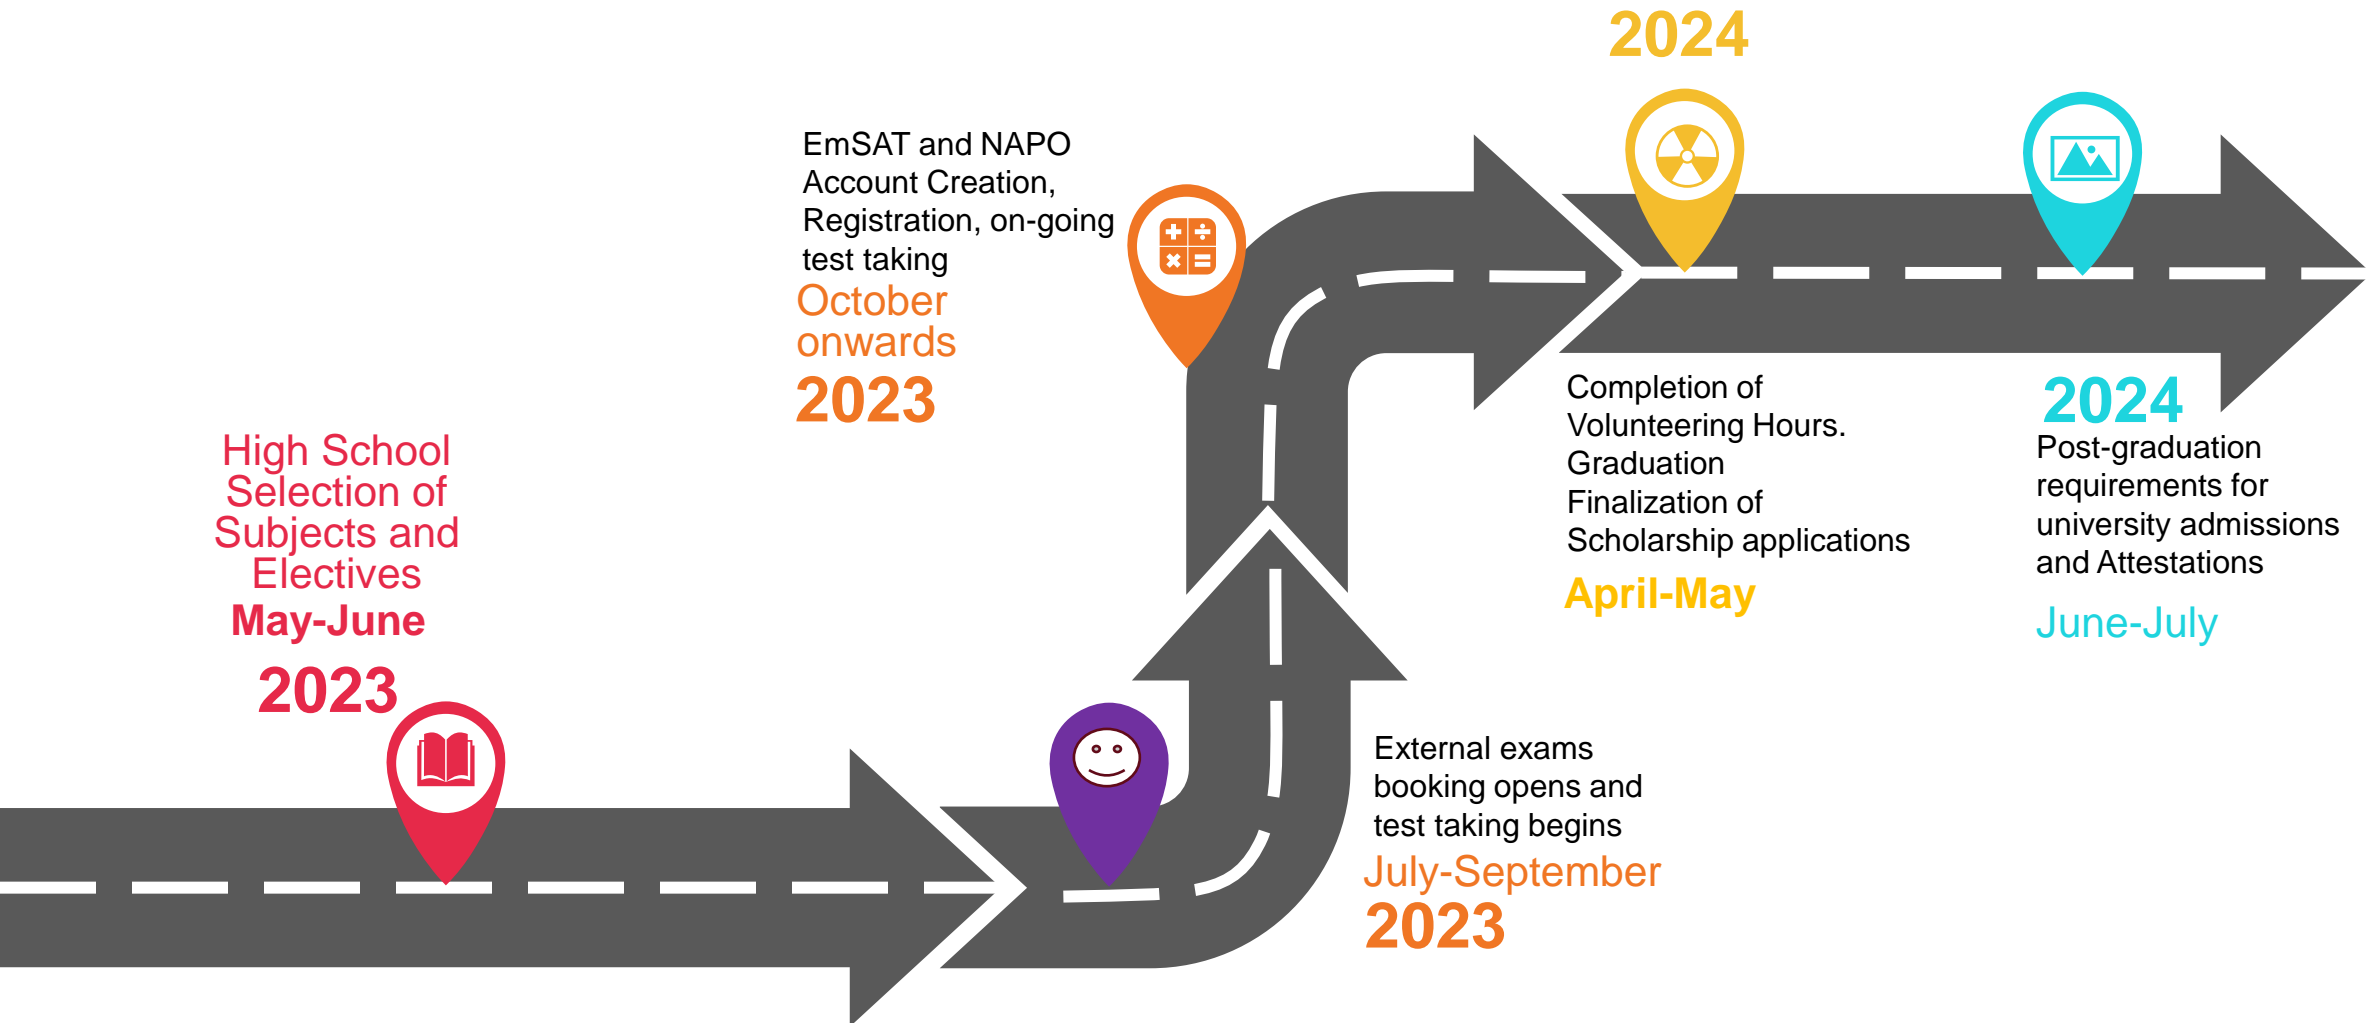 High School
Selection of
Subjects and
Electives
May-June
2023
External exams
booking opens and
test taking begins
July-September
2023
EmSAT and NAPO
Account Creation,
Registration, on-going
test taking
October
onwards
2023
2024
Completion of
Volunteering Hours.
Graduation
Finalization of
Scholarship applications
April-May
2024
Post-graduation
requirements for
university admissions
and Attestations
June-July